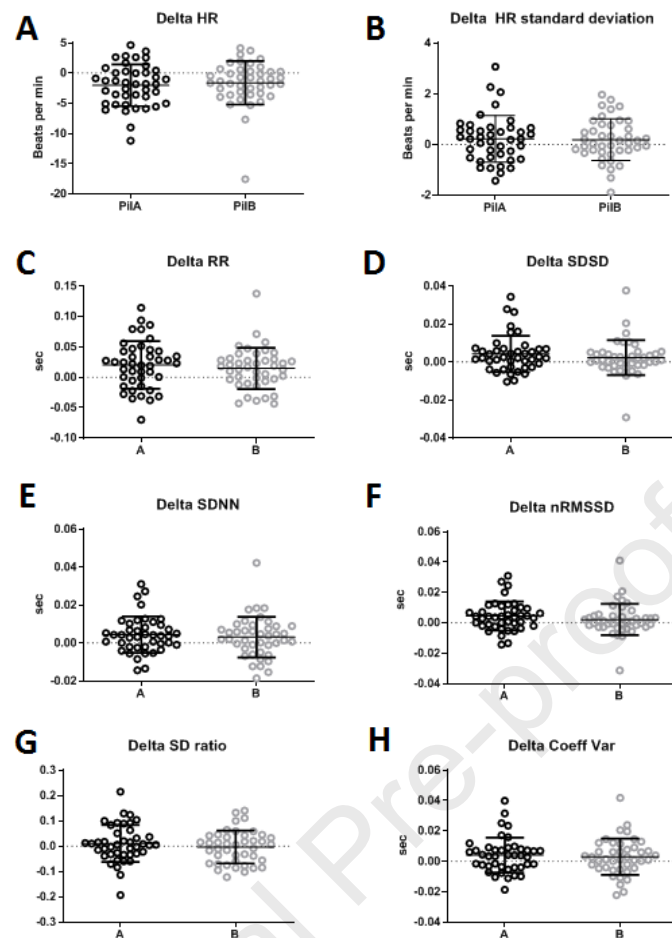 A
Delta HR
Beats per min
5
0
-5
-10
-15
-20
PilA
PilB
B
Delta HR standard deviation
Beats per min
4
2
0
-2
PilA
PilB
C
Delta RR
sec
0.15
0.10
0.05
0.00
0.05
-0.10
A
B
D
Delta SDSD
sec
0.04
0.02
0.00
-0.02
-0.04
A
B
E
Delta SDNN
sec
0.06
0.04
0.02
0.00
-0.02
A
B
F
Delta nRMSSD
sec
0.06
0.04
0.02
0.00
-0.02
-0.04
A
B
G
Delta SD ratio
0.3
0.2
0.1
0.0
-0.1
-0.2
-0.3
A
B
H
Delta Coeff Var
sec
0.06
0.04
0.02
0.00
-0.02
-0.04
A
B
al Pre-proof